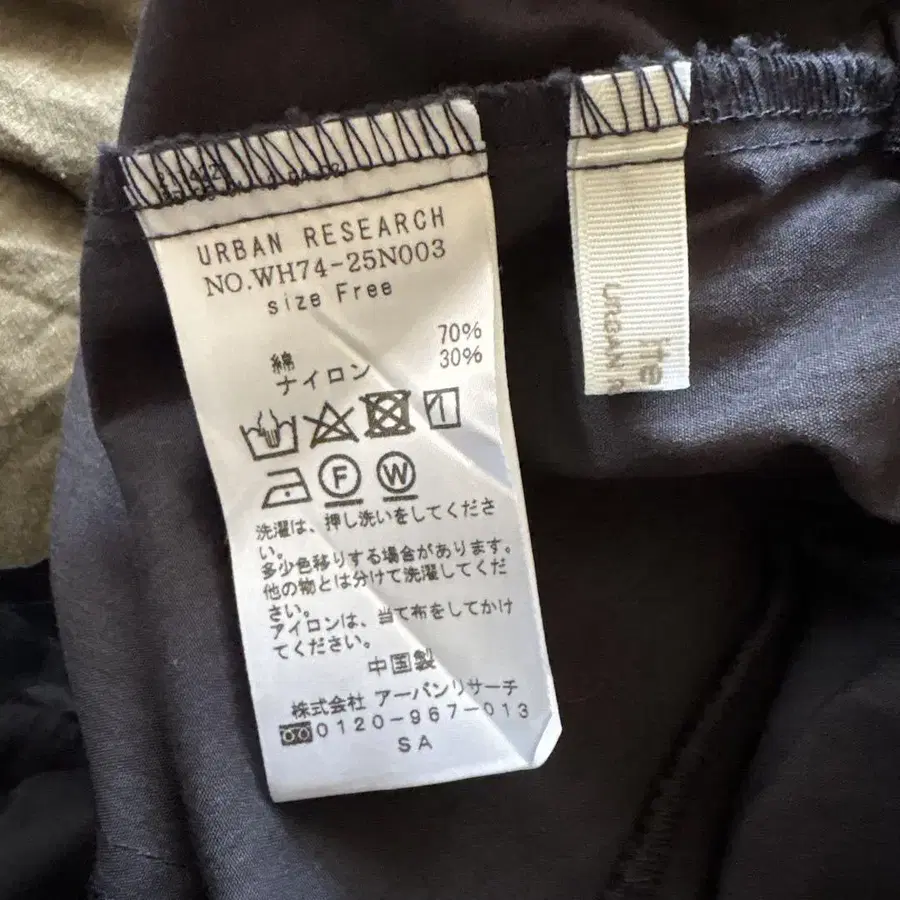 URBAN RESEARCH
NO.WH74-25N003
size Free
綿 70%
ナイロン 30%
F W
洗濯は、押し洗いをしてくださ
い。
多少色移りする場合があります。
他の物とは分けて洗濯してくだ
さい。
アイロンは、当て布をしてかけ
てください。
中国製
株式会社 アーバンリサーチ
0120-967-013
SA
URBAN
ite